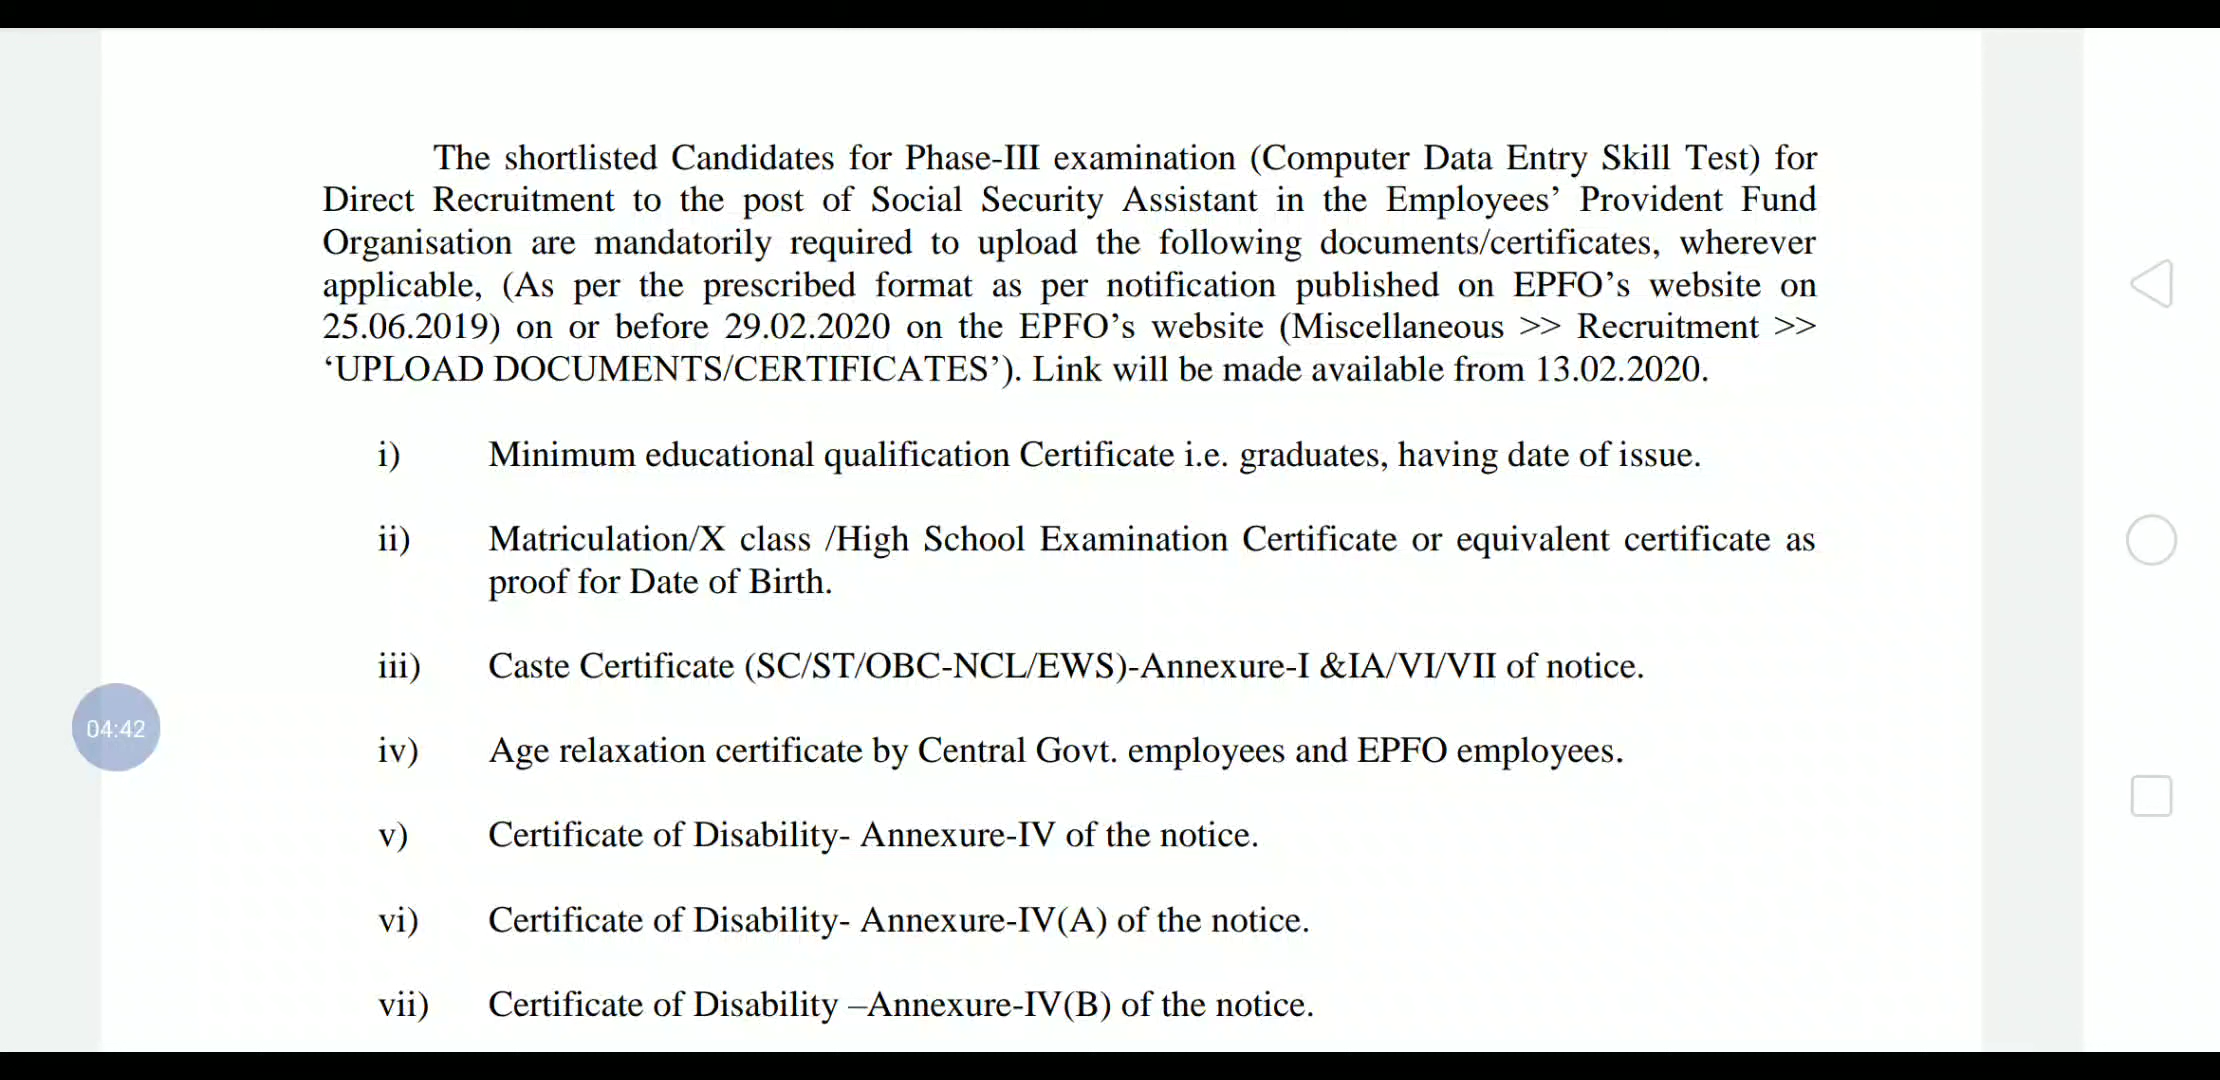 The shortlisted Candidates for Phase-III examination (Computer Data Entry Skill Test) for
Direct Recruitment to the post of Social Security Assistant in the Employees’ Provident Fund
Organisation are mandatorily required to upload the following documents/certificates, wherever
applicable, (As per the prescribed format as per notification published on EPFO’s website on
25.06.2019) on or before 29.02.2020 on the EPFO’s website (Miscellaneous >> Recruitment >>
‘UPLOAD DOCUMENTS/CERTIFICATES’). Link will be made available from 13.02.2020.
i) Minimum educational qualification Certificate i.e. graduates, having date of issue.
ii) Matriculation/X class /High School Examination Certificate or equivalent certificate as
proof for Date of Birth.
iii) Caste Certificate (SC/ST/OBC-NCL/EWS)-Annexure-I &IA/VI/VII of notice.
04:42
iv) Age relaxation certificate by Central Govt. employees and EPFO employees.
v) Certificate of Disability- Annexure-IV of the notice.
vi) Certificate of Disability- Annexure-IV(A) of the notice.
vii) Certificate of Disability –Annexure-IV(B) of the notice.